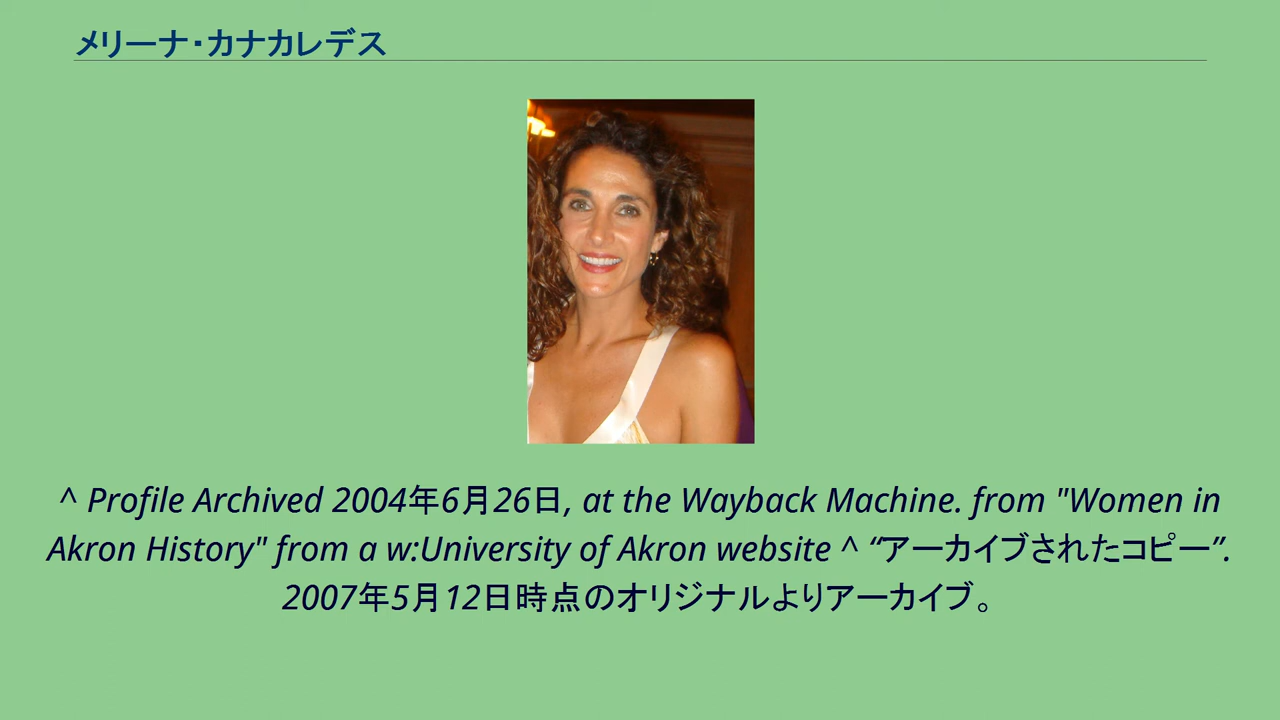 メリーナ・カナカレデス
^ Profile Archived 2004年6月26日, at the Wayback Machine. from "Women in
Akron History" from a w:University of Akron website ^ “アーカイブされたコピー”.
2007年5月12日時点のオリジナルよりアーカイブ。